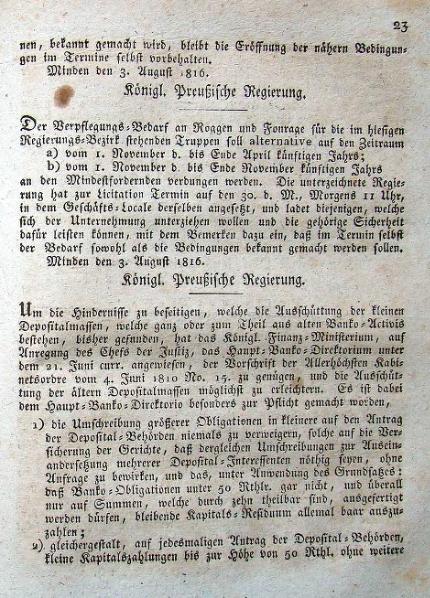 23
nen, bekannt gemacht wird, bleibt die Eröffnung der nähern Bedingun-
gen im Termine selbst vorbehalten.
Minden den 3. August 1816.
Königl. Preußische Regierung.
Der Verpflegungs-Bedarf an Roggen und Fourage für die im hiesigen
Regierungs-Bezirk stehenden Truppen soll alternative auf den Zeitraum
a) vom 1. November d. bis Ende April künftigen Jahrs;
b) vom 1. November d. bis Ende November künftigen Jahrs
an den Mindestfordernden verdungen werden. Die unterzeichnete Regie-
rung hat zur Licitation Termin auf den 30. d. M., Morgens 11 Uhr,
in dem Geschäfts-Locale derselben angesetzt, und ladet diejenigen, welche
sich der Unternehmung unterziehen wollen und die gehörige Sicherheit
dafür leisten können, mit dem Bemerken dazu ein, daß im Termin selbst
der Bedarf sowohl als die Bedingungen bekannt gemacht werden sollen.
Minden den 3. August 1816.
Königl. Preußische Regierung.
Um die Hindernisse zu beseitigen, welche die Ausschüttung der kleinen
Depositalmassen, welche ganz oder zum Theil aus alten Banko-Activis
bestehen, bisher gefunden, hat das Königl. Finanz-Ministerium, auf
Anregung des Chefs der Justiz, das Haupt-Banko-Direktorium unter
dem 21. Juni curr. angewiesen, der Vorschrift der Allerhöchsten Kabi-
netsordre vom 4. Juni 1810 No. 15. zu genügen, und die Ausschüt-
tung der ältern Depositalmassen möglichst zu erleichtern. Es ist dabei
dem Haupt-Banko-Direktorio besonders zur Pflicht gemacht worden,
1) die Umschreibung größerer Obligationen in kleinere auf den Antrag
der Deposital-Behörden niemals zu verweigern, solche auf die Ver-
sicherung der Gerichte, daß dergleichen Umschreibungen zur Ausein-
andersetzung mehrerer Depositat-Interessenten nöthig seyen, ohne
Anfrage zu bewirken, und das, unter Anwendung des Grundsatzes:
daß Banko-Obligationen unter 50 Rthlr. gar nicht, und überall
nur auf Summen, welche durch zehn theilbar sind, ausgefertigt
werden dürfen, bleibende Kapitals-Residuum allemal baar auszu-
zahlen;
2) gleichergestalt, auf jedesmaligen Antrag der Depositat-Behörden,
kleine Kapitalszahlungen bis zur Höhe von 50 Rthl. ohne weitere